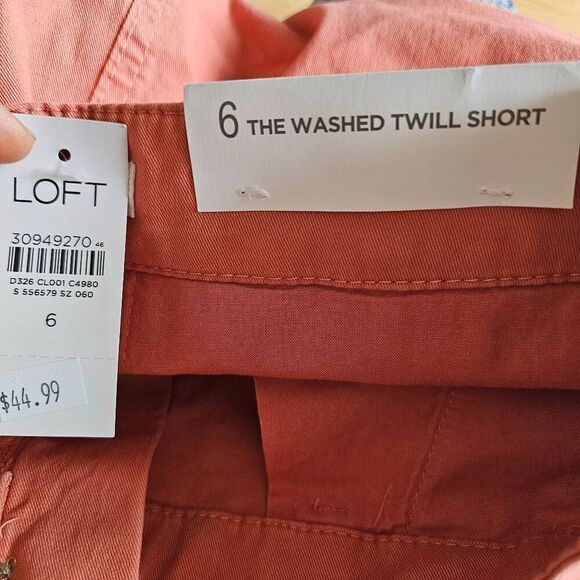 LOFT
30949270 46
D326 CL001 C4980
S 556579 SZ 060
6
$44.99
6 THE WASHED TWILL SHORT